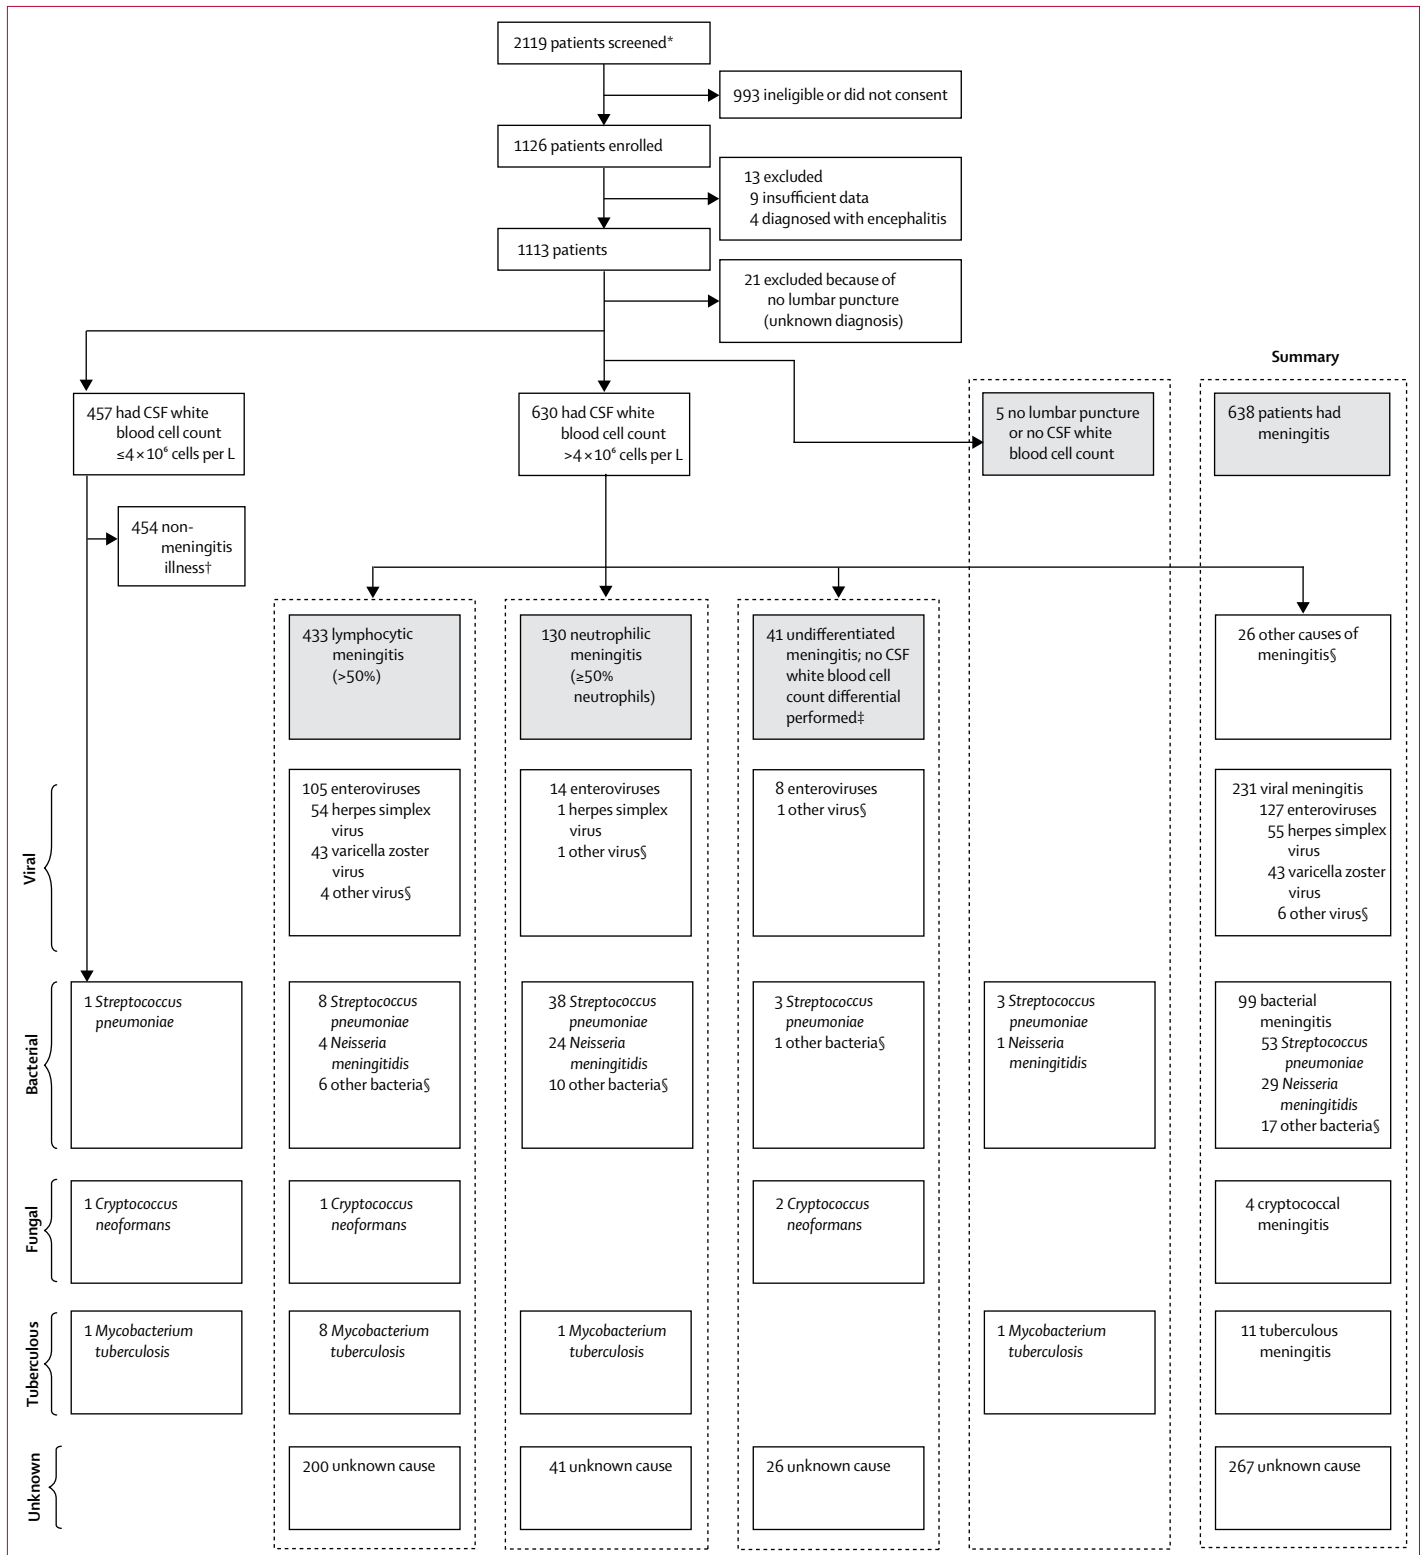 2119 patients screened*
993 ineligible or did not consent
1126 patients enrolled
13 excluded
9 insufficient data
4 diagnosed with encephalitis
1113 patients
21 excluded because of
no lumbar puncture
(unknown diagnosis)
Summary
457 had CSF white
blood cell count
≤4 × 10⁶ cells per L
630 had CSF white
blood cell count
>4 × 10⁶ cells per L
5 no lumbar puncture
or no CSF white
blood cell count
638 patients had
meningitis
454 non-
meningitis
illness†
433 lymphocytic
meningitis
(>50%)
130 neutrophilic
meningitis
(≥50%
neutrophils)
41 undifferentiated
meningitis; no CSF
white blood cell
count differential
performed‡
26 other causes of
meningitis§
Viral
105 enteroviruses
54 herpes simplex
virus
43 varicella zoster
virus
4 other virus§
14 enteroviruses
1 herpes simplex
virus
1 other virus§
8 enteroviruses
1 other virus§
231 viral meningitis
127 enteroviruses
55 herpes simplex
virus
43 varicella zoster
virus
6 other virus§
Bacterial
1 Streptococcus
pneumoniae
8 Streptococcus
pneumoniae
4 Neisseria
meningitidis
6 other bacteria§
38 Streptococcus
pneumoniae
24 Neisseria
meningitidis
10 other bacteria§
3 Streptococcus
pneumoniae
1 other bacteria§
3 Streptococcus
pneumoniae
1 Neisseria
meningitidis
99 bacterial
meningitis
53 Streptococcus
pneumoniae
29 Neisseria
meningitidis
17 other bacteria§
Fungal
1 Cryptococcus
neoformans
1 Cryptococcus
neoformans
2 Cryptococcus
neoformans
4 cryptococcal
meningitis
Tuberculous
1 Mycobacterium
tuberculosis
8 Mycobacterium
tuberculosis
1 Mycobacterium
tuberculosis
1 Mycobacterium
tuberculosis
11 tuberculous
meningitis
Unknown
200 unknown cause
41 unknown cause
26 unknown cause
267 unknown cause